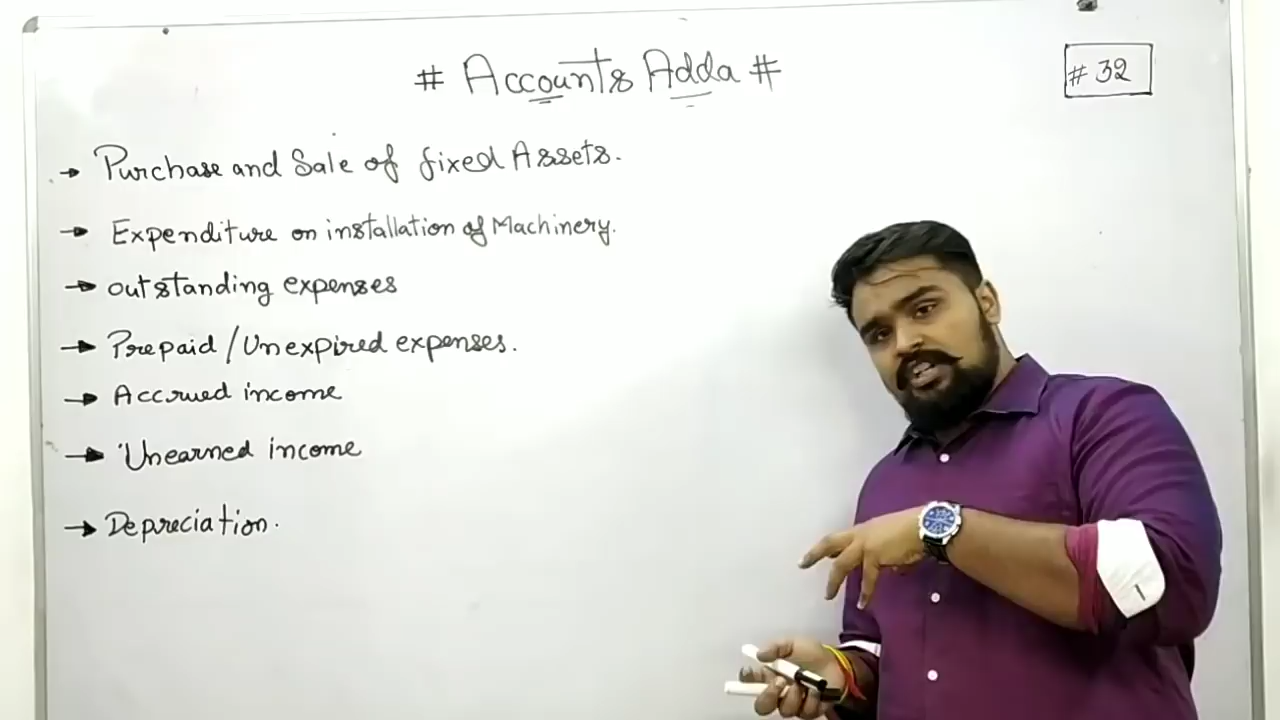 # Accounts Adda #
# 32
→ Purchase and Sale of fixed Assets.
→ Expenditure on installation of Machinery.
→ outstanding expenses
→ Prepaid / Unexpired expenses.
→ Accrued income
→ Unearned income
→ Depreciation.